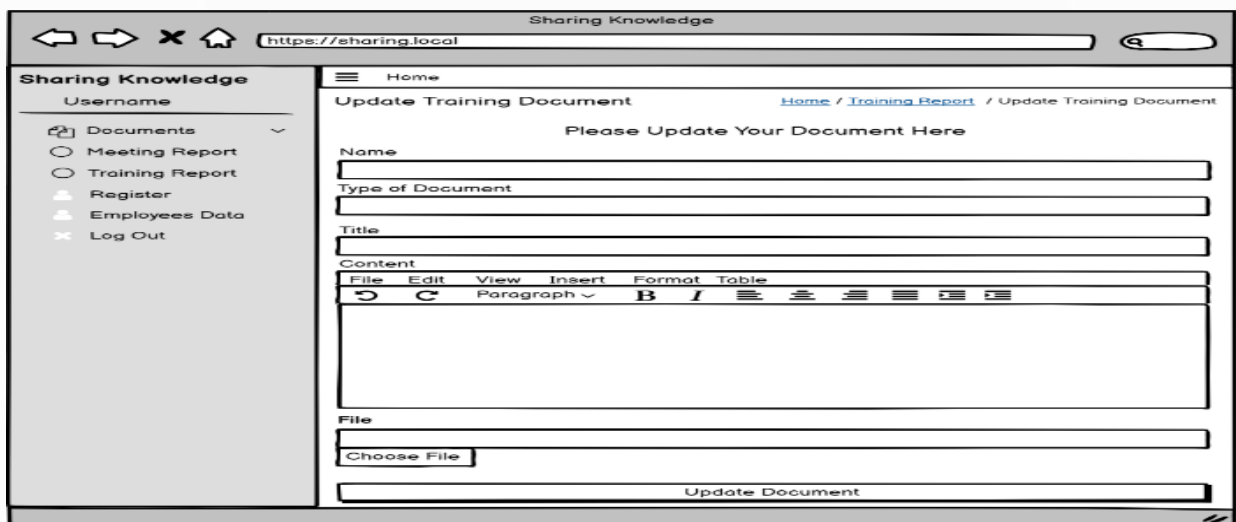 Sharing Knowledge
https://sharing.local
Sharing Knowledge
Username
Documents
Meeting Report
Training Report
Register
Employees Data
Log Out
Home
Update Training Document
Home / Training Report / Update Training Document
Please Update Your Document Here
Name
Type of Document
Title
Content
File Edit View Insert Format Table
Paragraph B I
File
Choose File
Update Document